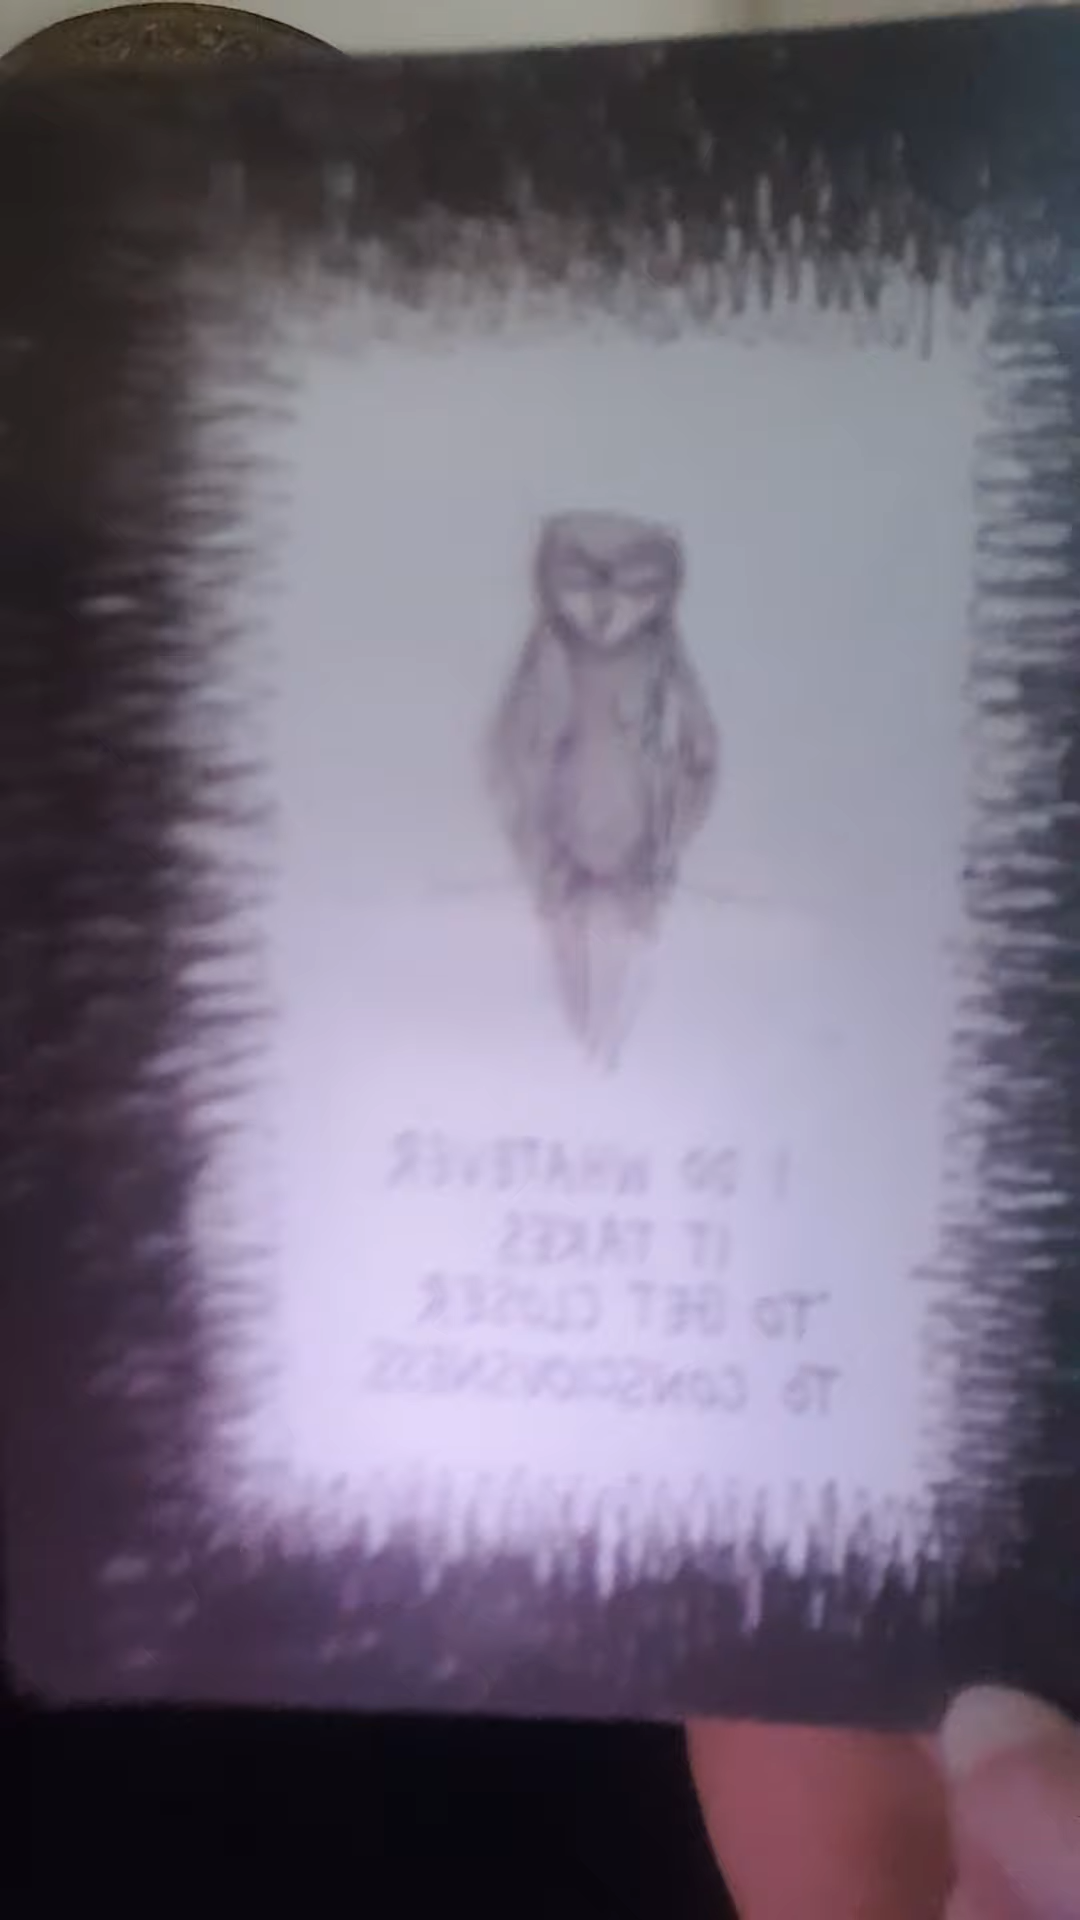 I DO WHATEVER
IT TAKES
TO GET CLOSER
TO CONSCIOUSNESS